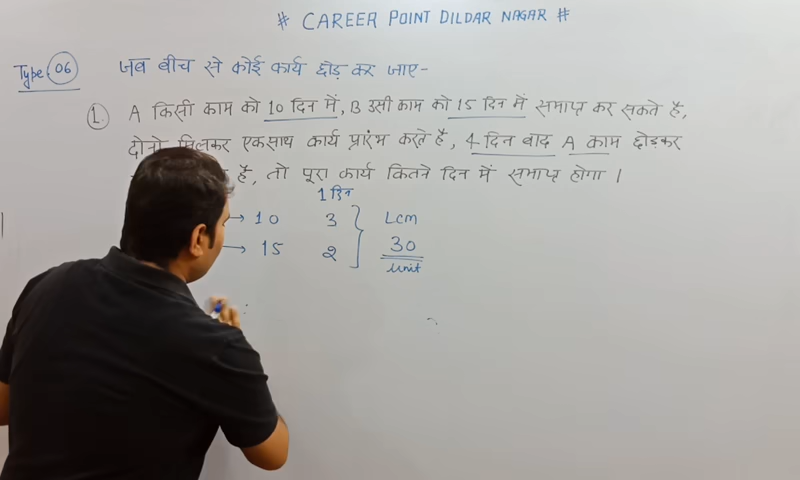 # CAREER POINT DILDAR NAGAR #
Type. 06 जब बीच से कोई कार्य छोड़ कर जाए-
1. A किसी काम को 10 दिन में, B उसी काम को 15 दिन में समाप्त कर सकते है,
दोनो मिलकर एकसाथ कार्य प्रारंभ करते है, 4 दिन बाद A काम छोड़कर
है, तो पूरा कार्य कितने दिन में समाप्त होगा ।
1 दिन
→ 10 3 } Lcm
→ 15 2 30
unit